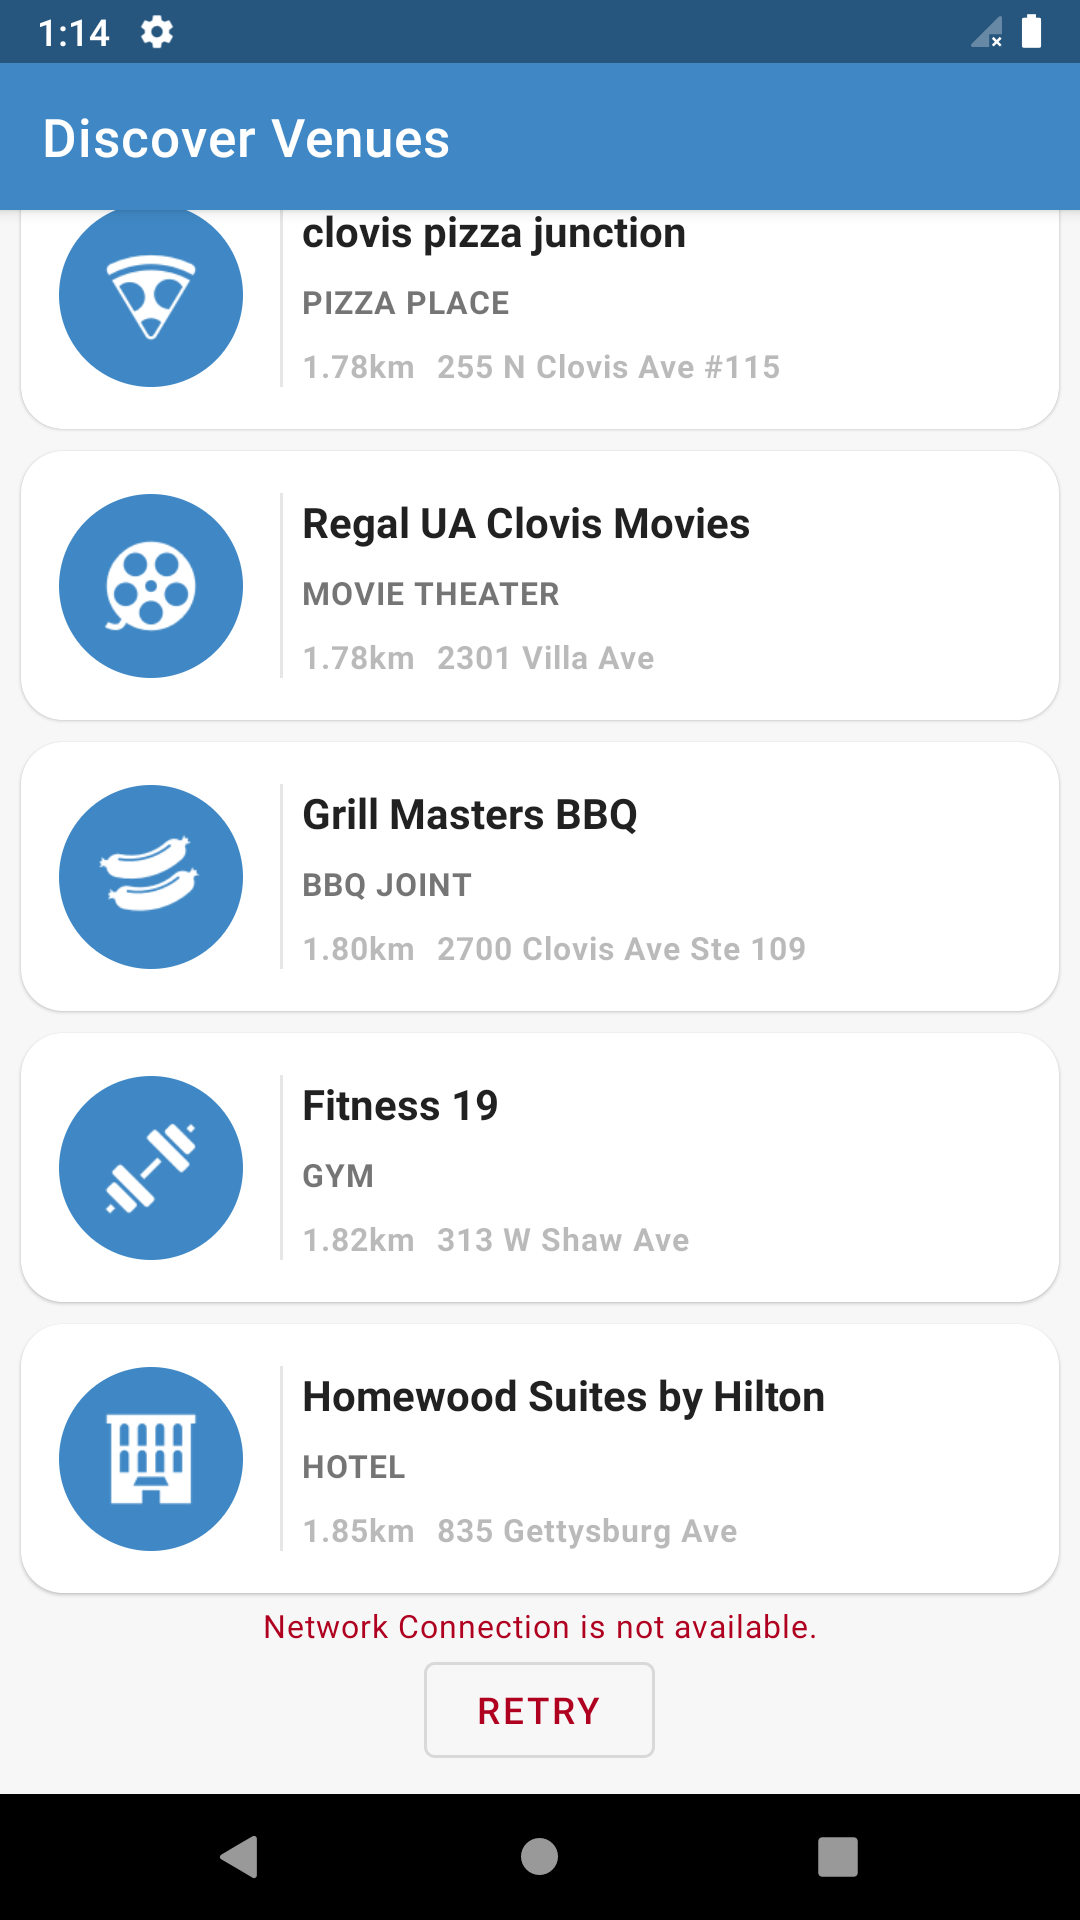 1:14
Discover Venues
clovis pizza junction
PIZZA PLACE
1.78km 255 N Clovis Ave #115
Regal UA Clovis Movies
MOVIE THEATER
1.78km 2301 Villa Ave
Grill Masters BBQ
BBQ JOINT
1.80km 2700 Clovis Ave Ste 109
Fitness 19
GYM
1.82km 313 W Shaw Ave
Homewood Suites by Hilton
HOTEL
1.85km 835 Gettysburg Ave
Network Connection is not available.
RETRY